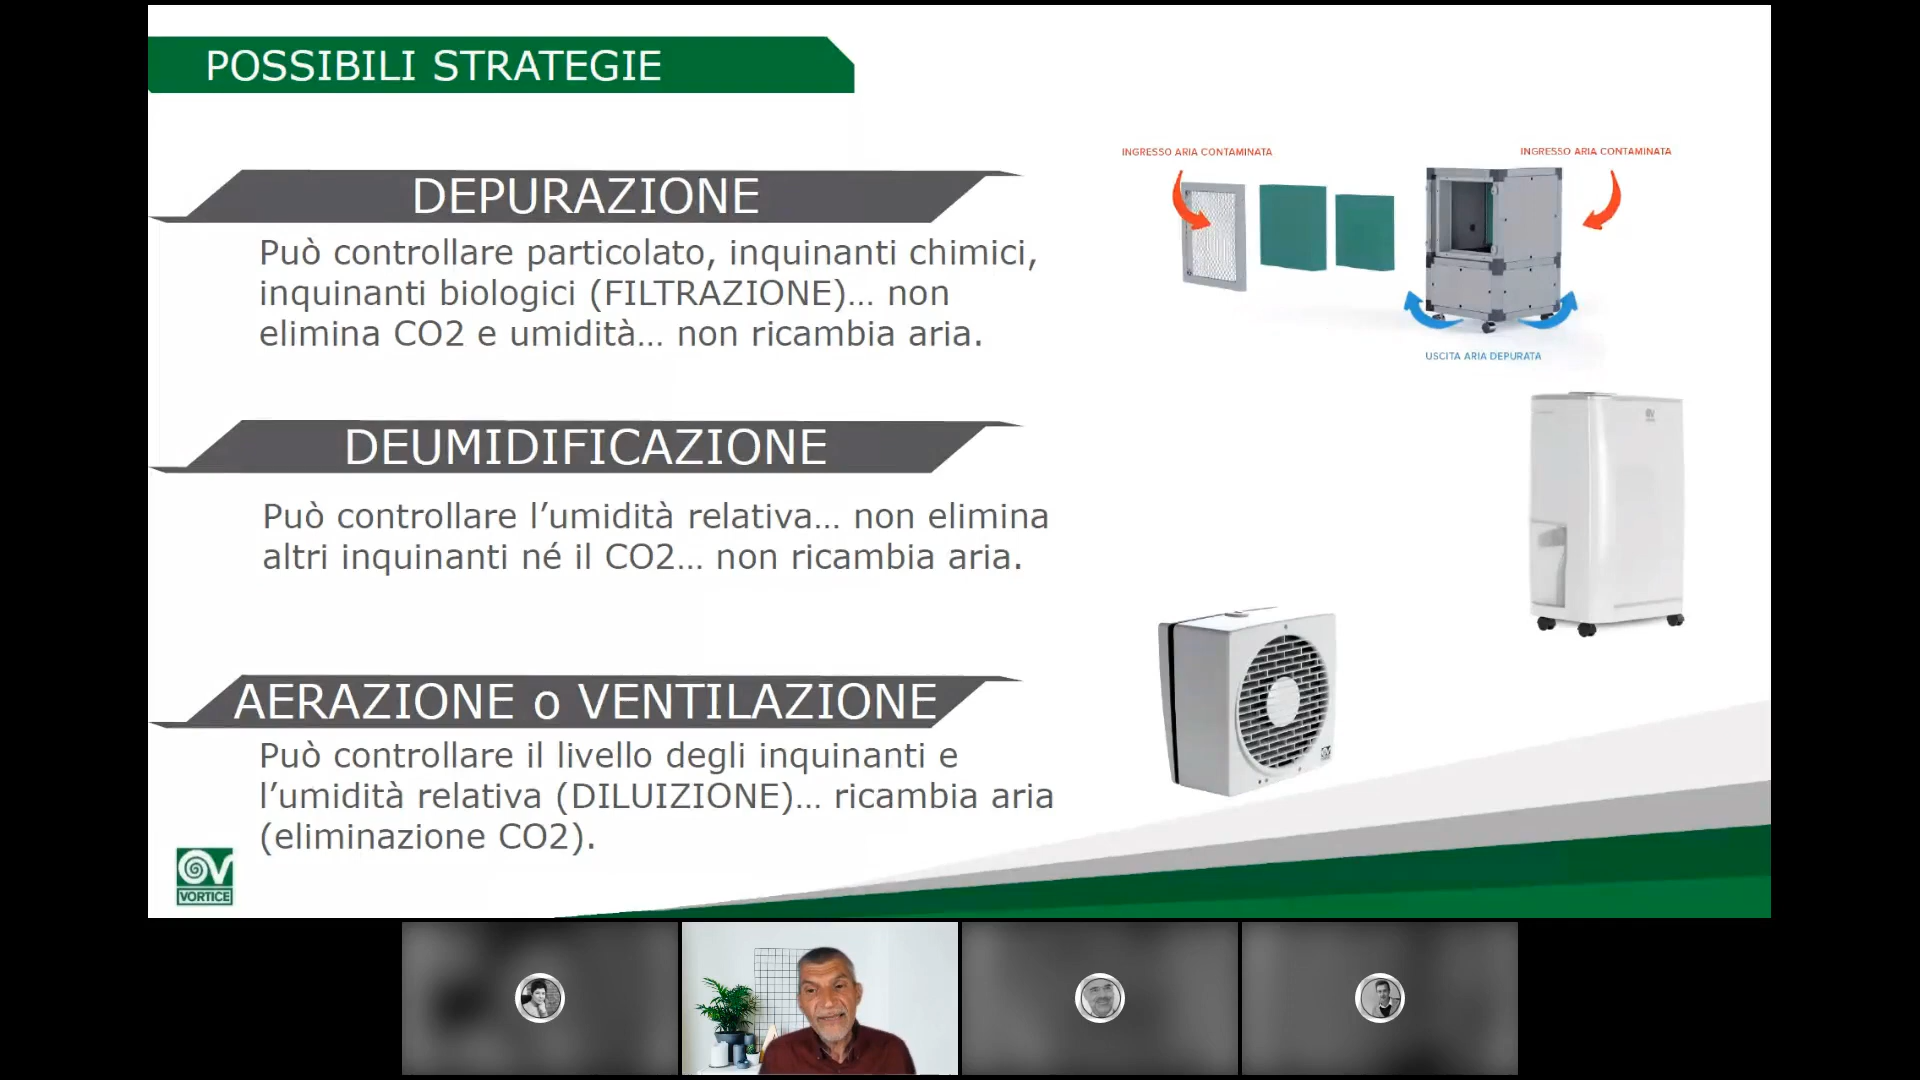 POSSIBILI STRATEGIE
DEPURAZIONE
Può controllare particolato, inquinanti chimici,
inquinanti biologici (FILTRAZIONE)... non
elimina CO2 e umidità... non ricambia aria.
INGRESSO ARIA CONTAMINATA
INGRESSO ARIA CONTAMINATA
USCITA ARIA DEPURATA
DEUMIDIFICAZIONE
Può controllare l’umidità relativa... non elimina
altri inquinanti né il CO2... non ricambia aria.
AERAZIONE o VENTILAZIONE
Può controllare il livello degli inquinanti e
l’umidità relativa (DILUIZIONE)... ricambia aria
(eliminazione CO2).
VORTICE